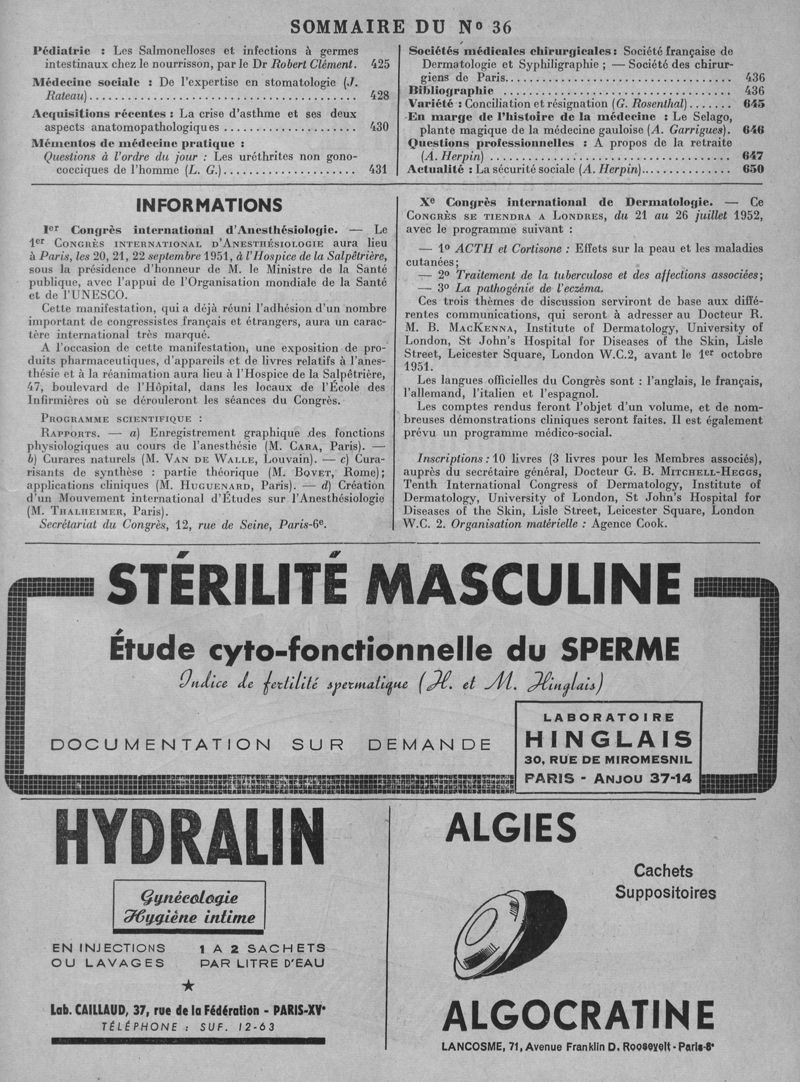 SOMMAIRE DU Nº 36
Pédiatrie : Les Salmonelloses et infections à germes
intestinaux chez le nourrisson, par le Dr Robert Clément. 425
Médecine sociale : De l'expertise en stomatologie (J.
Rateau) 428
Acquisitions récentes : La crise d'asthme et ses deux
aspects anatomopathologiques 430
Mémentos de médecine pratique :
Questions à l'ordre du jour : Les uréthrites non gono-
cocciques de l'homme (L. G.) 431
Sociétés médicales chirurgicales : Société française de
Dermatologie et Syphiligraphie ; — Société des chirur-
giens de Paris 436
Bibliographie 436
Variété : Conciliation et résignation (G. Rosenthal) 645
En marge de l'histoire de la médecine : Le Selago,
plante magique de la médecine gauloise (A. Garrigues). 646
Questions professionnelles : A propos de la retraite
(A. Herpin) 647
Actualité : La sécurité sociale (A. Herpin) 650
INFORMATIONS
Ier Congrès international d'Anesthésiologie. — Le
1er CONGRÈS INTERNATIONAL D'ANESTHÉSIOLOGIE aura lieu
à Paris, les 20, 21, 22 septembre 1951, à l'Hospice de la Salpêtrière,
sous la présidence d'honneur de M. le Ministre de la Santé
publique, avec l'appui de l'Organisation mondiale de la Santé
et de l'UNESCO.
Cette manifestation, qui a déjà réuni l'adhésion d'un nombre
important de congressistes français et étrangers, aura un carac-
tère international très marqué.
A l'occasion de cette manifestation, une exposition de pro-
duits pharmaceutiques, d'appareils et de livres relatifs à l'anes-
thésie et à la réanimation aura lieu à l'Hospice de la Salpêtrière,
47, boulevard de l'Hôpital, dans les locaux de l'École des
Infirmières où se dérouleront les séances du Congrès.
PROGRAMME SCIENTIFIQUE :
RAPPORTS. — a) Enregistrement graphique des fonctions
physiologiques au cours de l'anesthésie (M. CARA, Paris). —
b) Curares naturels (M. VAN DE WALLE, Louvain). — c) Cura-
risants de synthèse : partie théorique (M. BOVET, Rome) ;
applications cliniques (M. HUGUENARD, Paris). — d) Création
d'un Mouvement international d'Études sur l'Anesthésiologie
(M. THALHEIMER, Paris).
Secrétariat du Congrès, 12, rue de Seine, Paris-6e.
Xe Congrès international de Dermatologie. — Ce
CONGRÈS SE TIENDRA A LONDRES, du 21 au 26 juillet 1952,
avec le programme suivant :
— 1º ACTH et Cortisone : Effets sur la peau et les maladies
cutanées ;
— 2º Traitement de la tuberculose et des affections associées ;
— 3º La pathogénie de l'eczéma.
Ces trois thèmes de discussion serviront de base aux diffé-
rentes communications, qui seront à adresser au Docteur R.
M. B. MACKENNA, Institute of Dermatology, University of
London, St John's Hospital for Diseases of the Skin, Lisle
Street, Leicester Square, London W.C.2, avant le 1er octobre
1951.
Les langues officielles du Congrès sont : l'anglais, le français,
l'allemand, l'italien et l'espagnol.
Les comptes rendus feront l'objet d'un volume, et de nom-
breuses démonstrations cliniques seront faites. Il est également
prévu un programme médico-social.
Inscriptions : 10 livres (3 livres pour les Membres associés),
auprès du secrétaire général, Docteur G. B. MITCHELL-HEGGS,
Tenth International Congress of Dermatology, Institute of
Dermatology, University of London, St John's Hospital for
Diseases of the Skin, Lisle Street, Leicester Square, London
W.C. 2. Organisation matérielle : Agence Cook.
STÉRILITÉ MASCULINE
Étude cyto-fonctionnelle du SPERME
Indice de fertilité spermatique (H. et M. Hinglais)
DOCUMENTATION SUR DEMANDE
LABORATOIRE
HINGLAIS
30, RUE DE MIROMESNIL
PARIS - ANJOU 37-14
HYDRALIN
Gynécologie
Hygiène intime
EN INJECTIONS 1 A 2 SACHETS
OU LAVAGES PAR LITRE D'EAU
Lab. CAILLAUD, 37, rue de la Fédération - PARIS-XVe
TÉLÉPHONE : SUF. 12-63
ALGIES
Cachets
Suppositoires
ALGOCRATINE
LANCOSME, 71, Avenue Franklin D. Roosevelt - Paris-8e